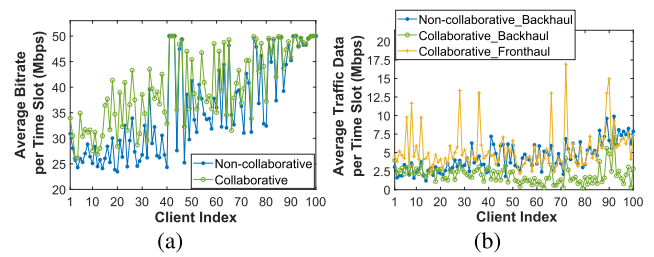 50
45
40
35
30
25
20
Average Bitrate
per Time Slot (Mbps)
Non-collaborative
Collaborative
1 10 20 30 40 50 60 70 80 90 100
Client Index
(a)
Non-collaborative_Backhaul
Collaborative_Backhaul
Collaborative_Fronthaul
20
17.5
15
12.5
10
7.5
5
2.5
0
Average Traffic Data
per Time Slot (Mbps)
1 10 20 30 40 50 60 70 80 90 100
Client Index
(b)